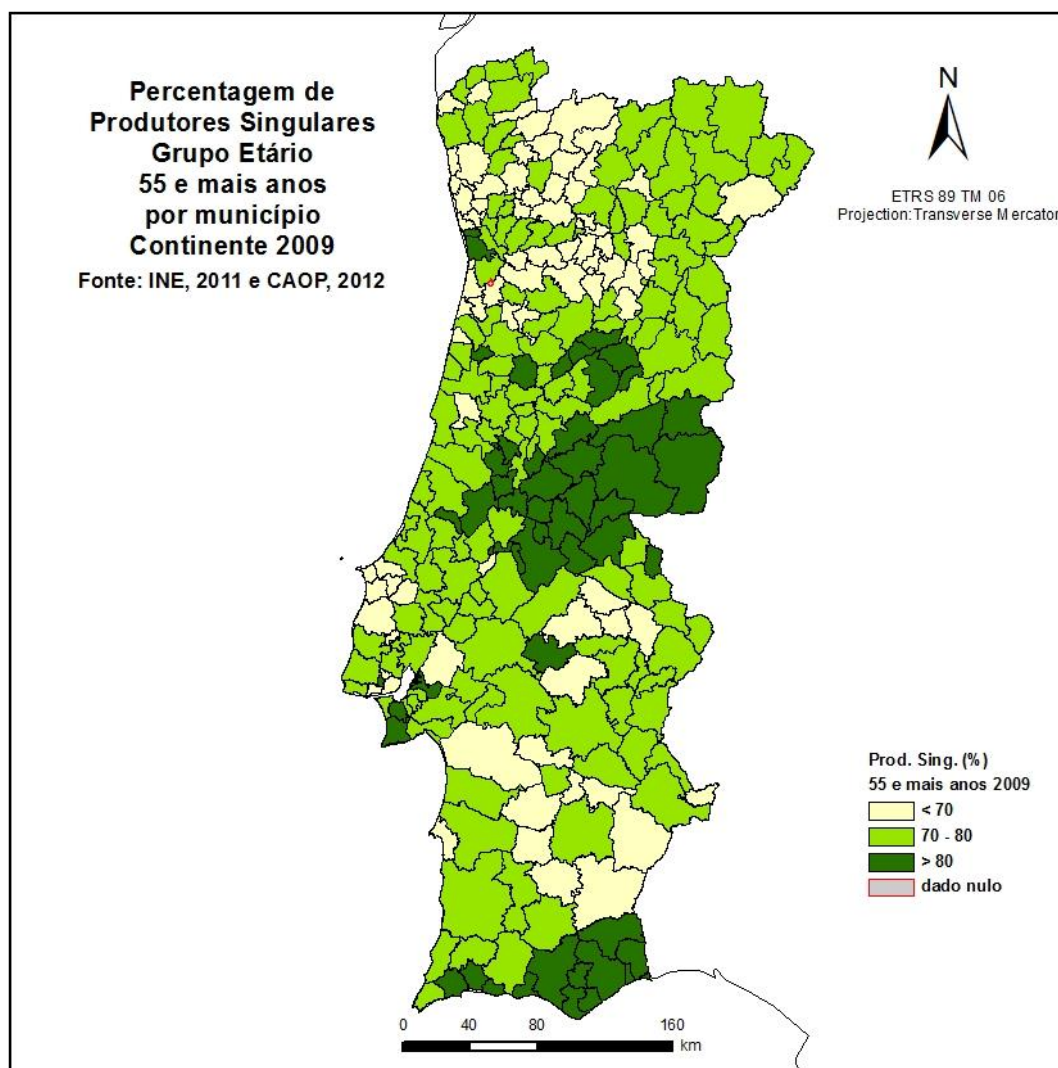 Percentagem de
Produtores Singulares
Grupo Etário
55 e mais anos
por município
Continente 2009
Fonte: INE, 2011 e CAOP, 2012
N
ETRS 89 TM 06
Projection:Transverse Mercator
Prod. Sing. (%)
55 e mais anos 2009
< 70
70 - 80
> 80
dado nulo
0 40 80 160
km